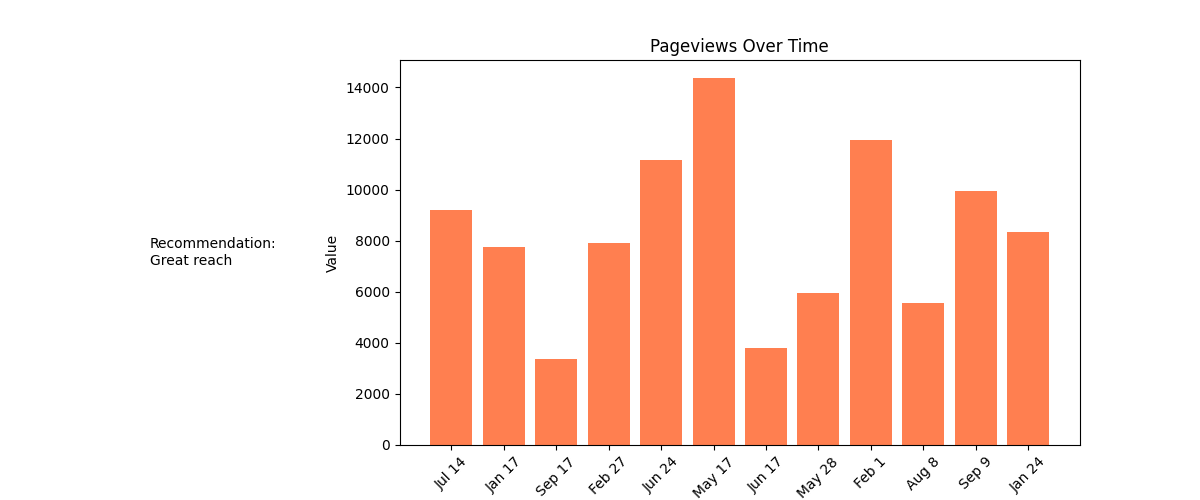 Pageviews Over Time
Recommendation:
Great reach
Value
14000
12000
10000
8000
6000
4000
2000
0
Jul 14
Jan 17
Sep 17
Feb 27
Jun 24
May 17
Jun 17
May 28
Feb 1
Aug 8
Sep 9
Jan 24